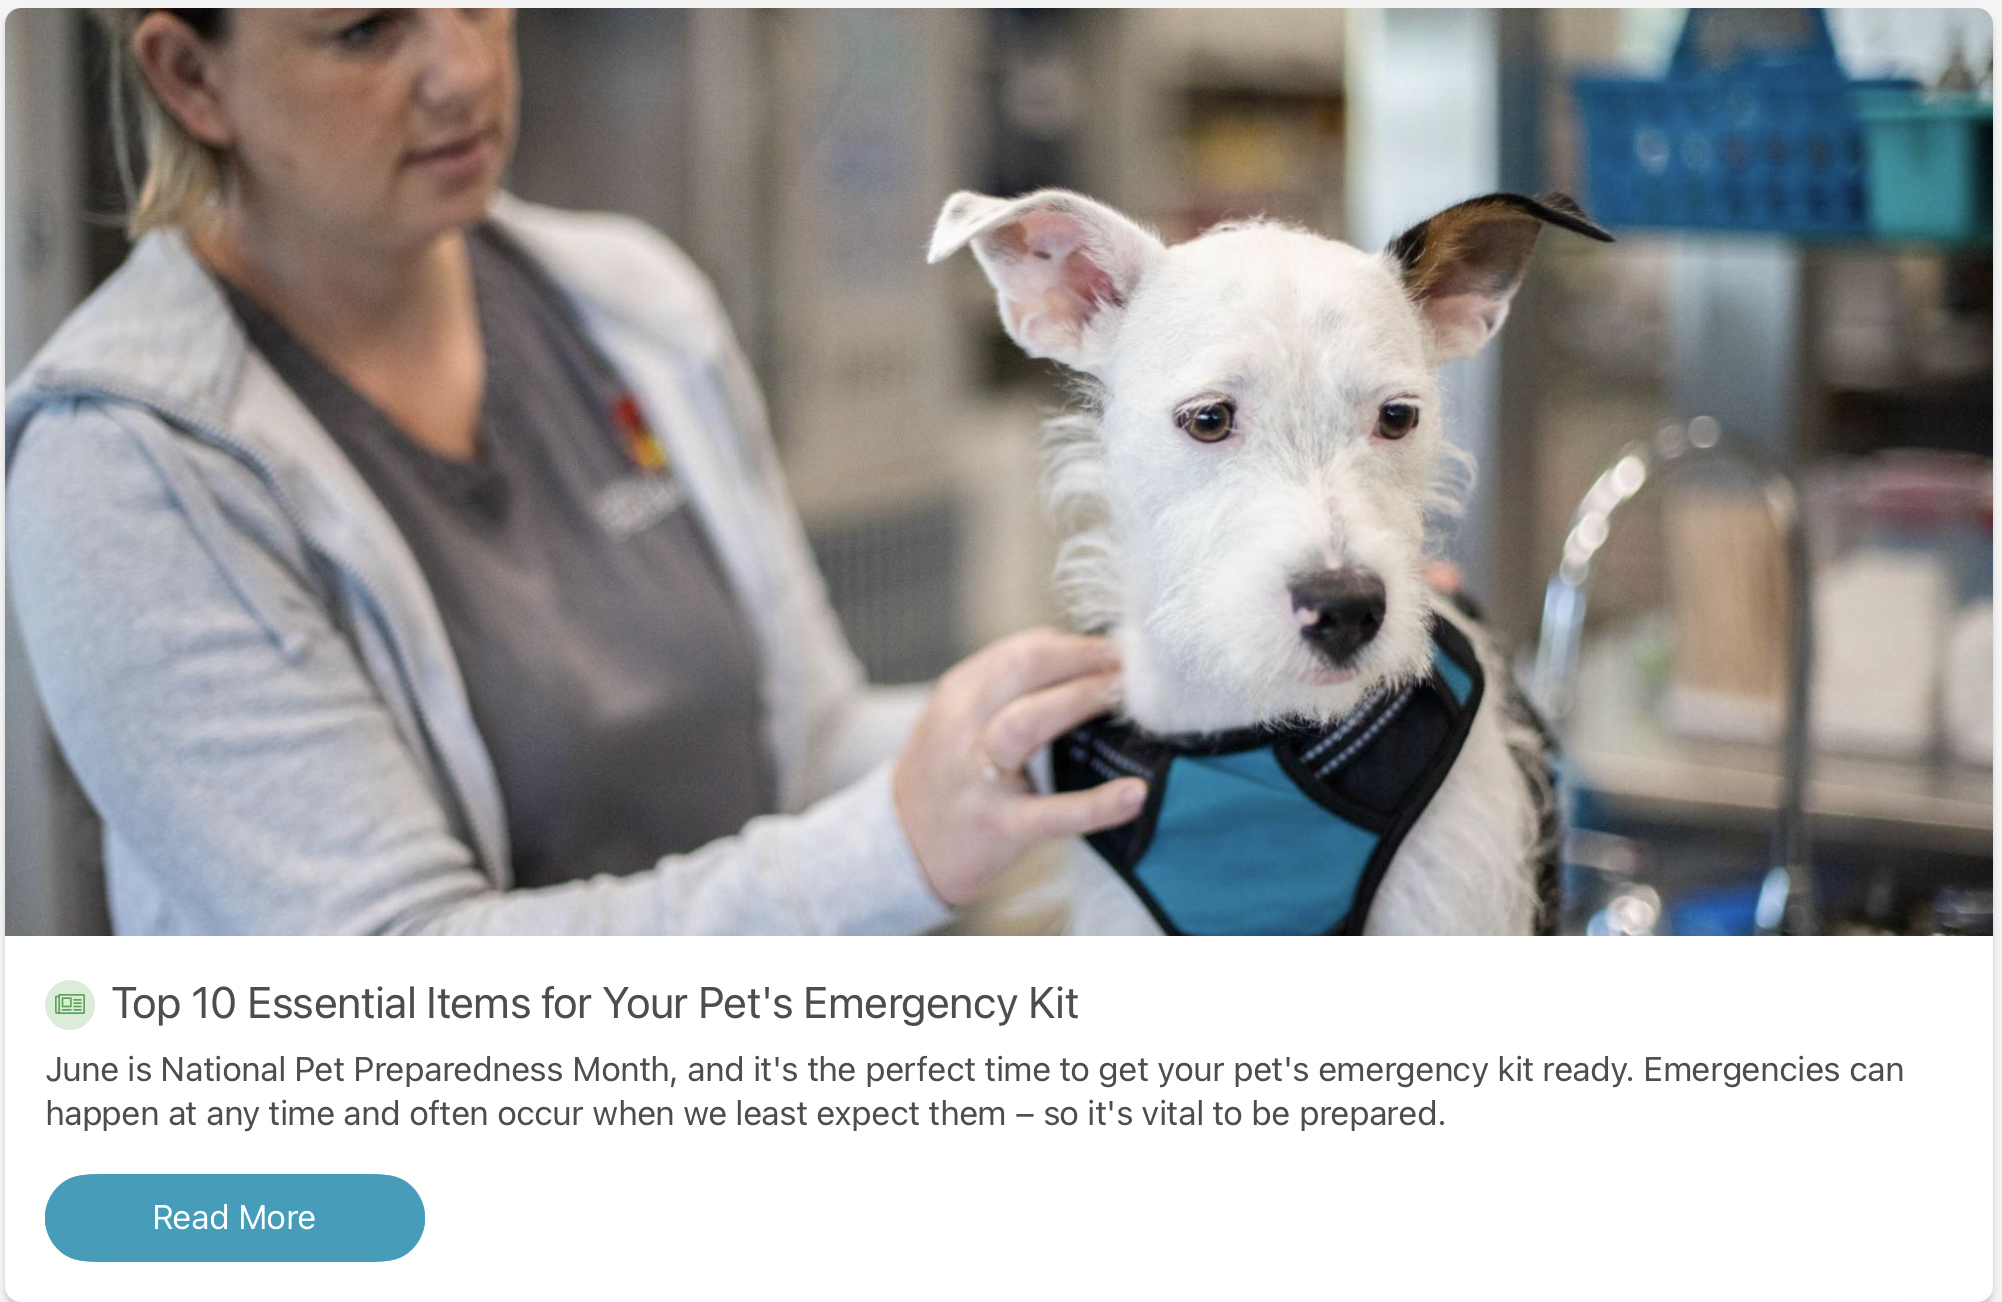 Top 10 Essential Items for Your Pet's Emergency Kit
June is National Pet Preparedness Month, and it's the perfect time to get your pet's emergency kit ready. Emergencies can
happen at any time and often occur when we least expect them – so it's vital to be prepared.
Read More